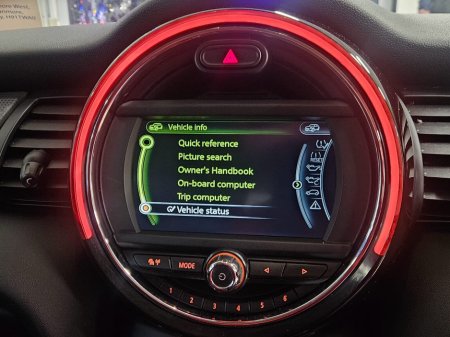 Vehicle info
Quick reference
Picture search
Owner's Handbook
On-board computer
Trip computer
Vehicle status
MODE
1 2 3 4 5 6